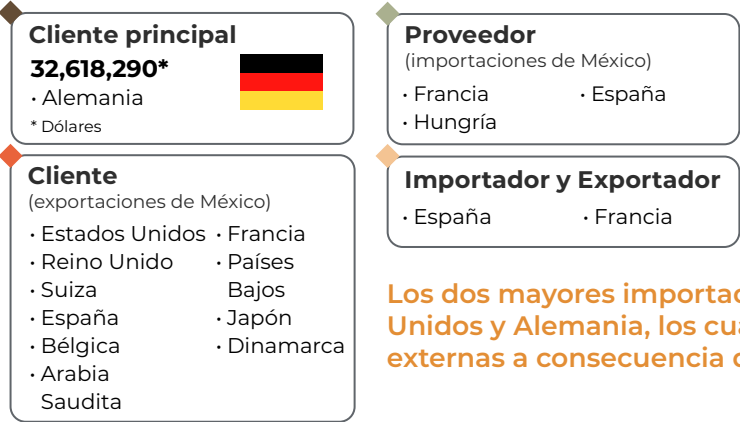 Cliente principal
32,618,290*
· Alemania
* Dólares
Cliente
(exportaciones de México)
· Estados Unidos · Francia
· Reino Unido · Países
· Suiza Bajos
· España · Japón
· Bélgica · Dinamarca
· Arabia
Saudita
Proveedor
(importaciones de México)
· Francia · España
· Hungría
Importador y Exportador
· España · Francia
Los dos mayores
Unidos y Alemania, los
externas a consecuencia